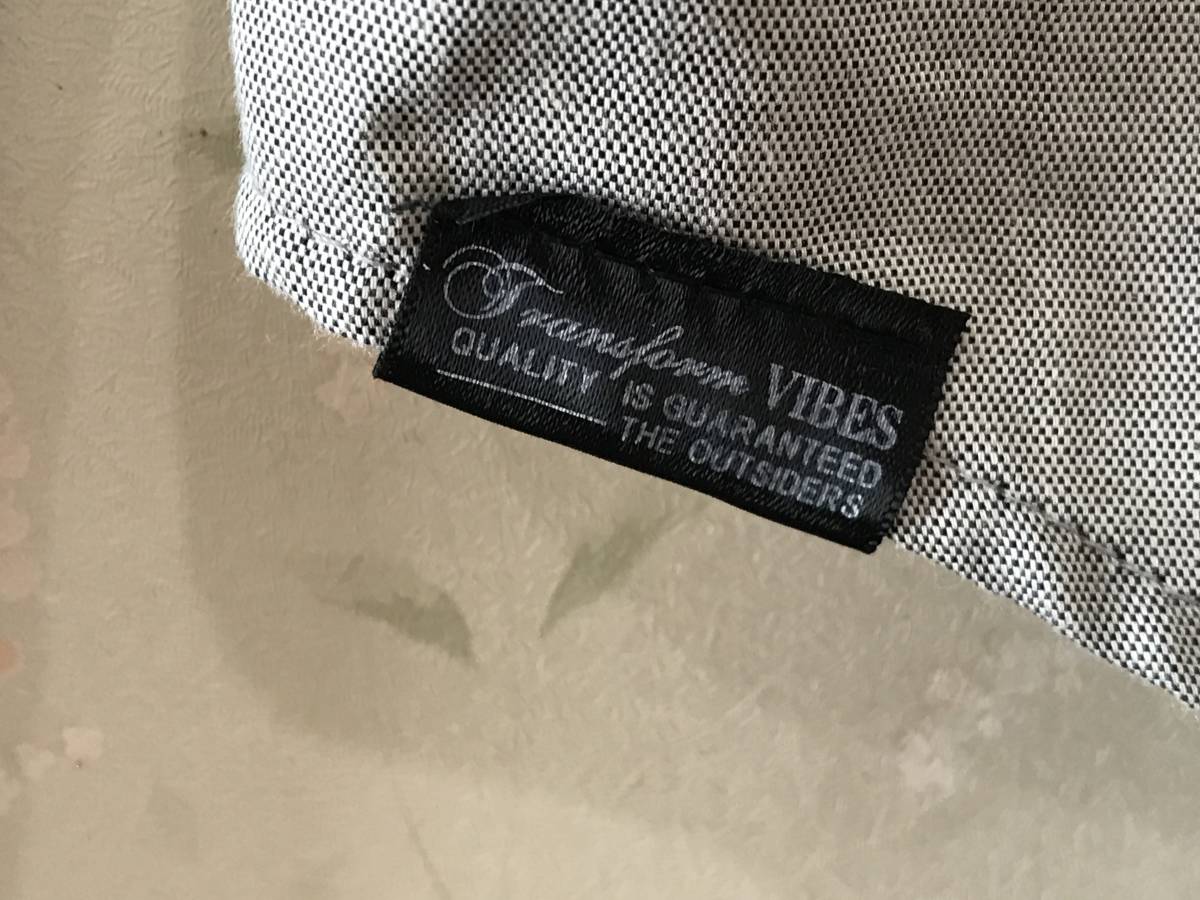 Transform VIBES
QUALITY IS GUARANTEED
THE OUTSIDERS